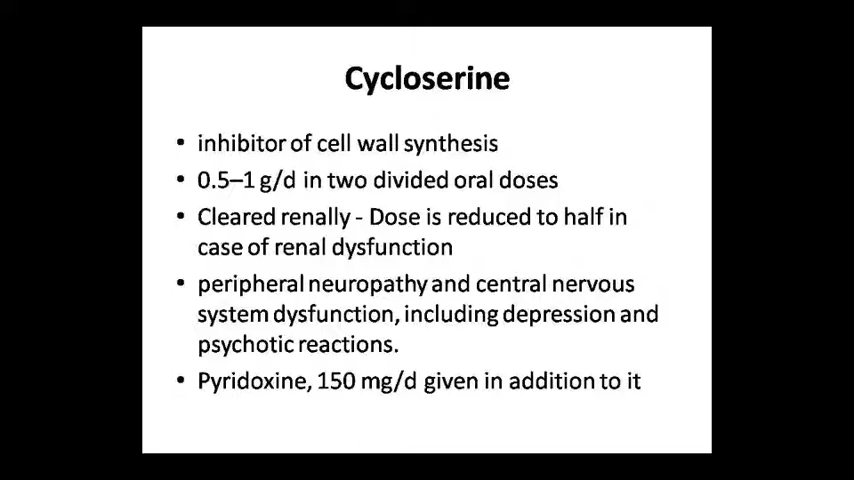 Cycloserine
• inhibitor of cell wall synthesis
• 0.5–1 g/d in two divided oral doses
• Cleared renally - Dose is reduced to half in
case of renal dysfunction
• peripheral neuropathy and central nervous
system dysfunction, including depression and
psychotic reactions.
• Pyridoxine, 150 mg/d given in addition to it